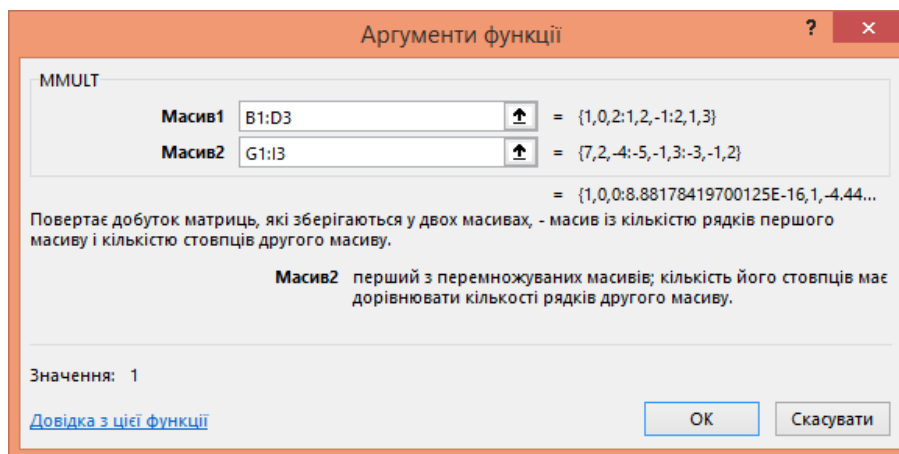 Аргументи функції
?
×
MMULT
Масив1 B1:D3 = {1,0,2:1,2,-1:2,1,3}
Масив2 G1:I3 = {7,2,-4:-5,-1,3:-3,-1,2}
= {1,0,0:8.88178419700125E-16,1,-4.44...
Повертає добуток матриць, які зберігаються у двох масивах, - масив із кількістю рядків першого
масиву і кількістю стовпців другого масиву.
Масив2 перший з перемножуваних масивів; кількість його стовпців має
дорівнювати кількості рядків другого масиву.
Значення: 1
Довідка з цієї функції
OK
Скасувати